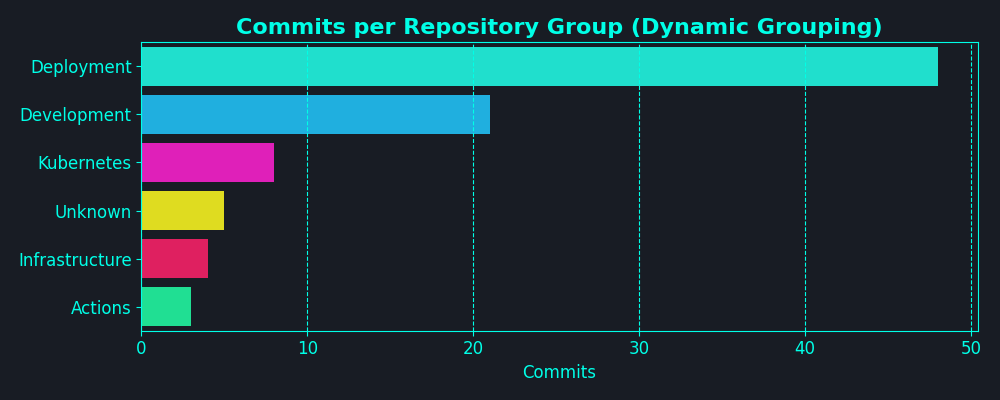 Commits per Repository Group (Dynamic Grouping)
Deployment
Development
Kubernetes
Unknown
Infrastructure
Actions
0 10 20 30 40 50
Commits